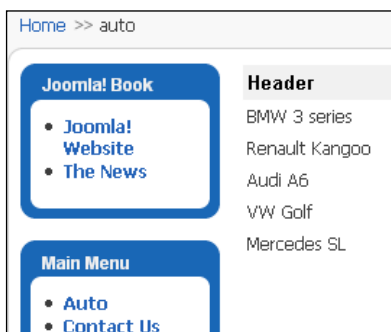 Home >> auto
Joomla! Book
Joomla!
Website
The News
Main Menu
Auto
Contact Us
Header
BMW 3 series
Renault Kangoo
Audi A6
VW Golf
Mercedes SL